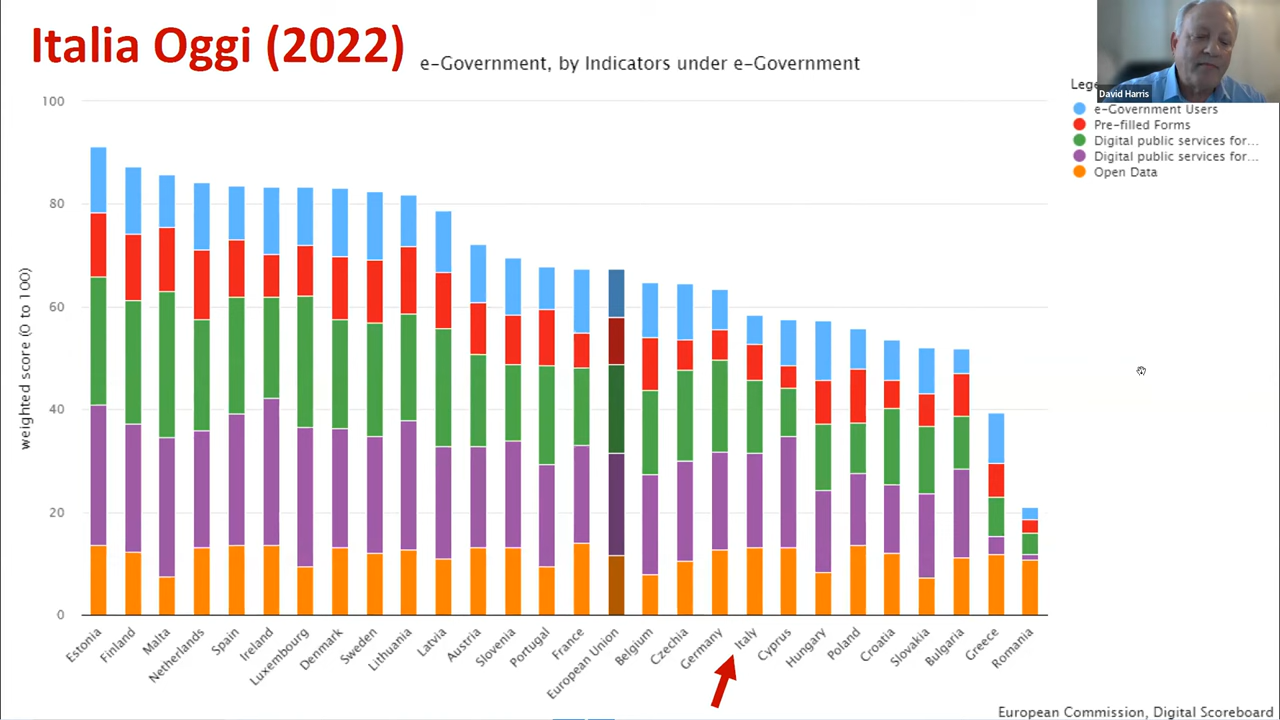 Italia Oggi (2022)
e-Government, by Indicators under e-Government
David Harris
e-Government Users
Pre-filled Forms
Digital public services for...
Digital public services for...
Open Data
weighted score (0 to 100)
100
80
60
40
20
0
Estonia
Finland
Malta
Netherlands
Spain
Ireland
Luxembourg
Denmark
Sweden
Lithuania
Latvia
Austria
Slovenia
Portugal
France
European Union
Belgium
Czechia
Germany
Italy
Cyprus
Hungary
Poland
Croatia
Slovakia
Bulgaria
Greece
Romania
European Commission, Digital Scoreboard